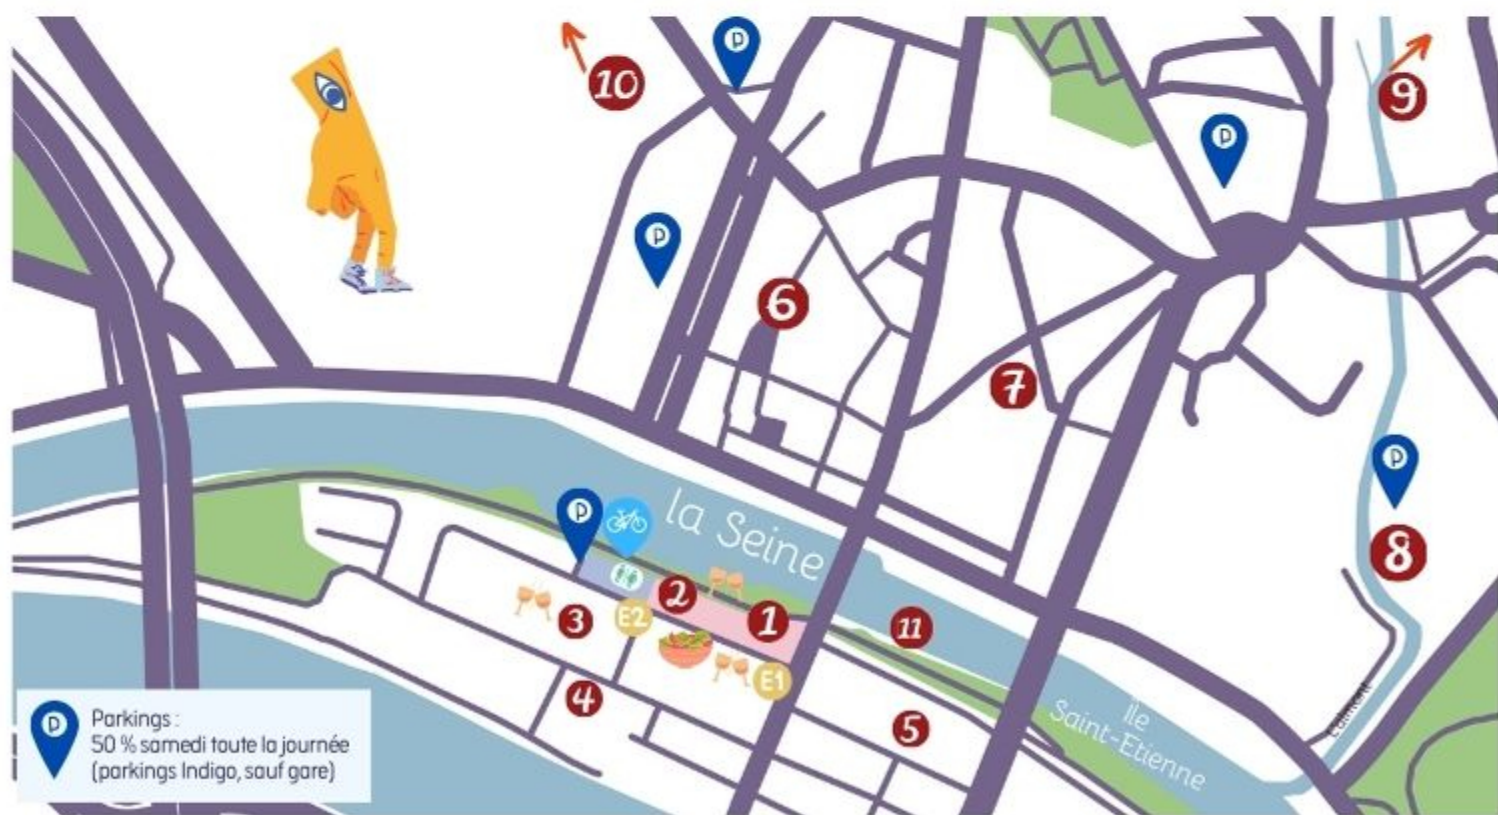 P
10
9
P
P
6
7
P
8
P
la Seine
2
1
3
E2
11
E1
4
5
Ile
Saint-Etienne
P
Parkings :
50 % samedi toute la journée
(parkings Indigo, sauf gare)